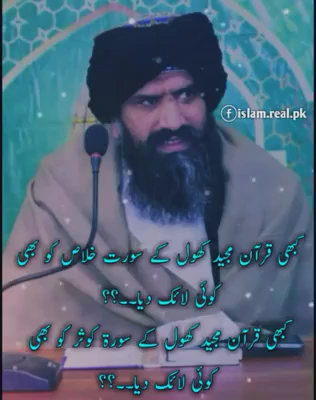 islam.real.pk
کبھی قرآن مجید کھول کے سورت خلاص کو بھی
کوئی لائک دیا۔۔؟؟
کبھی قرآن مجید کھول کے سورۃ کوثر کو بھی
کوئی لائک دیا۔۔؟؟